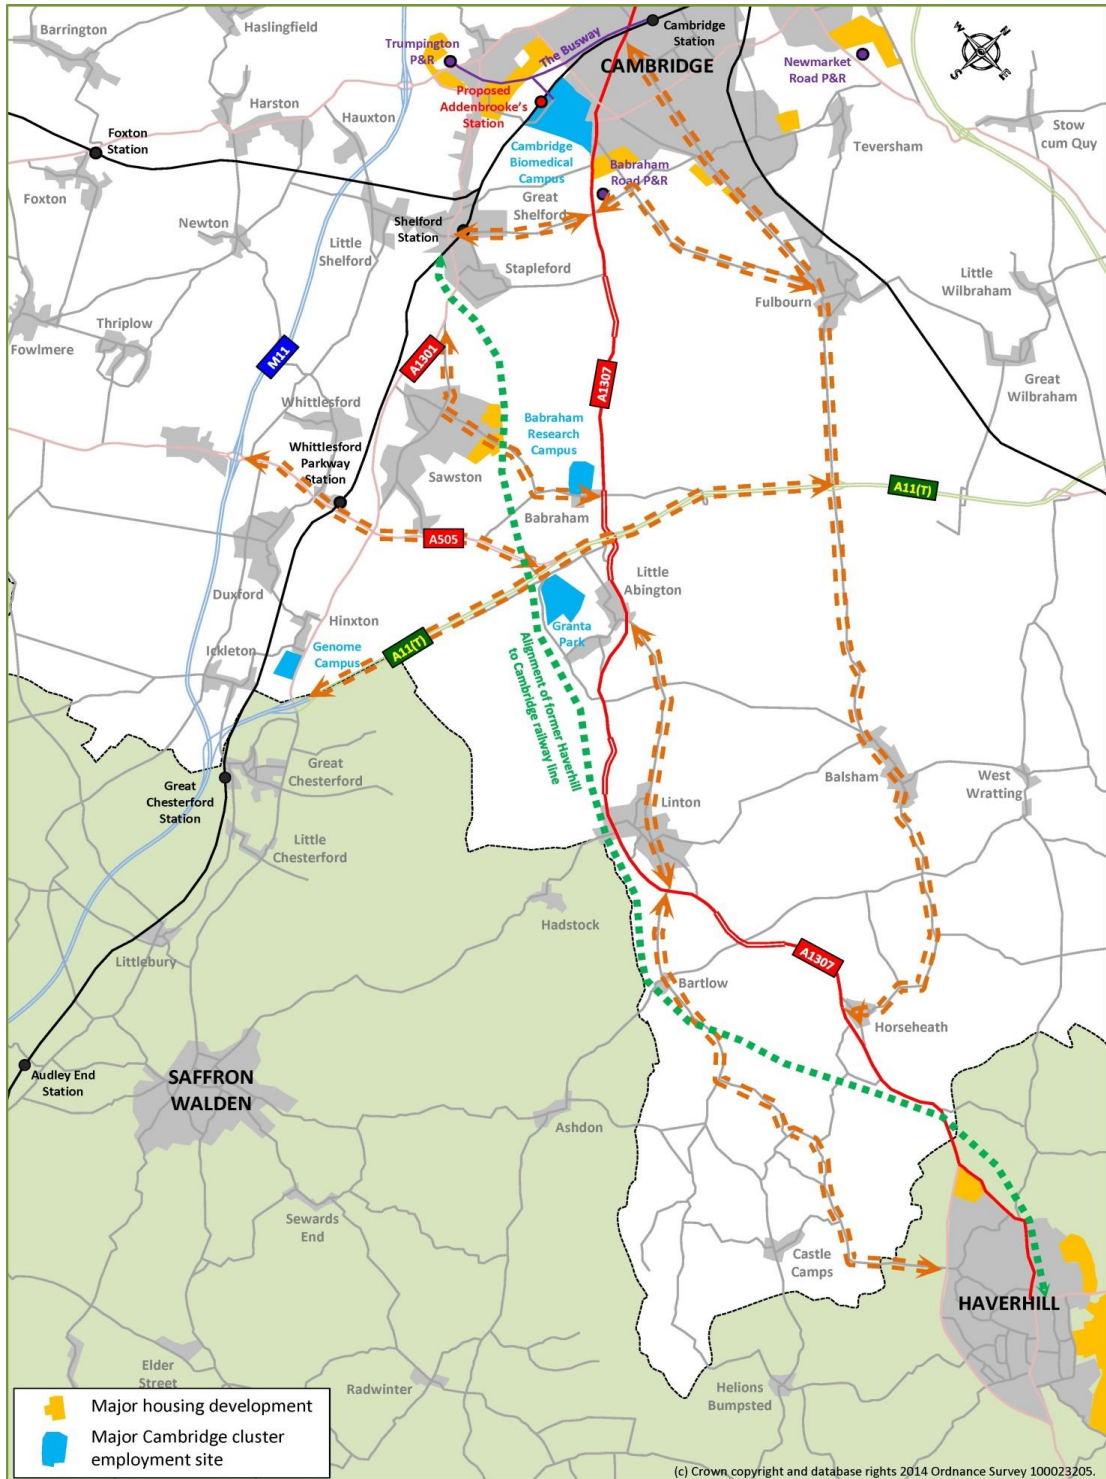 Barrington
Haslingfield
Trumpington
P&R
The Busway
Cambridge
Station
CAMBRIDGE
Newmarket
Road P&R
N
W
E
S
Proposed
Addenbrooke's
Station
Harston
Hauxton
Foxton
Station
Foxton
Cambridge
Biomedical
Campus
Babraham
Road P&R
Teversham
Stow
cum Quy
Great
Shelford
Shelford
Station
Newton
Little
Shelford
Stapleford
Fulbourn
Little
Wilbraham
Great
Wilbraham
Thriplow
Fowlmere
M11
A1301
A1307
Whittlesford
Whittlesford
Parkway
Station
Sawston
Babraham
Research
Campus
Babraham
A11(T)
A505
Duxford
Hinxton
Ickleton
Genome
Campus
A11(T)
Little
Abington
Granta
Park
Alignment of former Haverhill
to Cambridge railway line
Great
Chesterford
Great
Chesterford
Station
Little
Chesterford
Linton
Balsham
West
Wratting
Hadstock
Littlebury
A1307
Bartlow
Horseheath
Audley End
Station
SAFFRON
WALDEN
Ashdon
Sewards
End
Castle
Camps
HAVERHILL
Elder
Street
Radwinter
Helions
Bumpsted
Major housing development
Major Cambridge cluster
employment site
(c) Crown copyright and database rights 2014 Ordnance Survey 100023205.